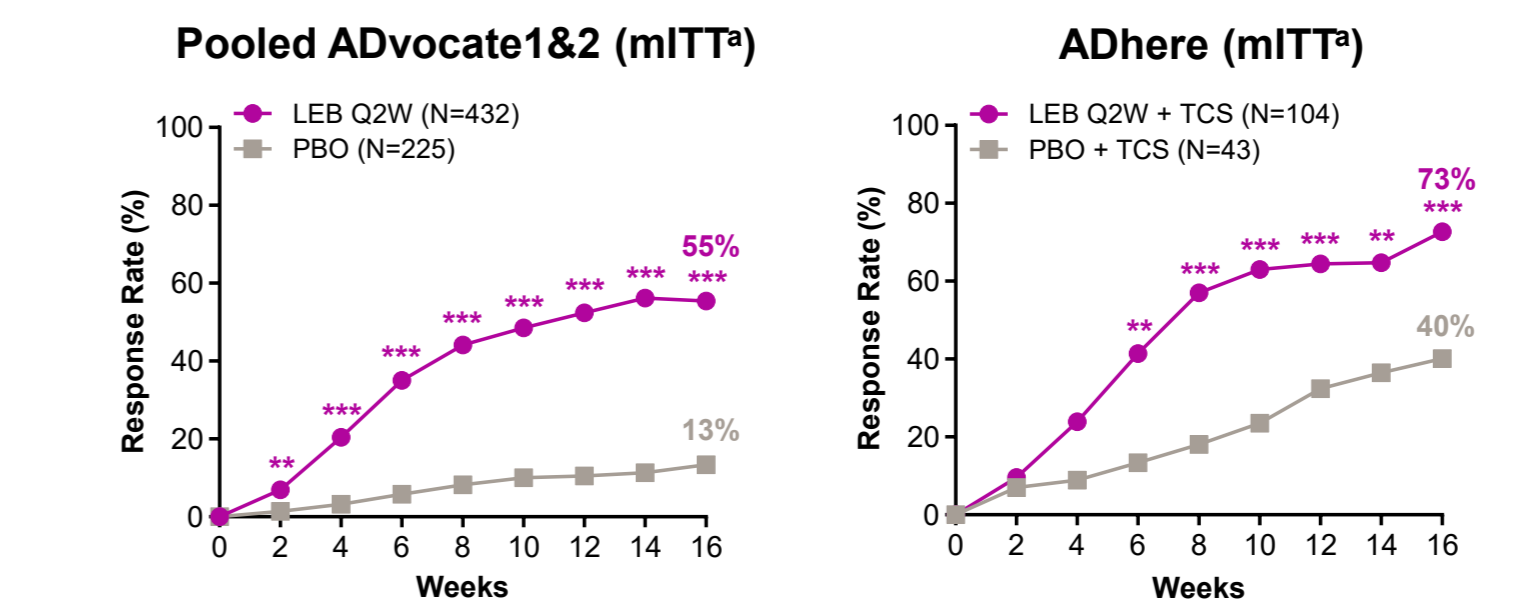 Pooled ADvocate1&2 (mITTᵃ)
LEB Q2W (N=432)
PBO (N=225)
Response Rate (%)
100
80
60
40
20
0
**
***
***
***
***
***
***
55%
***
13%
0 2 4 6 8 10 12 14 16
Weeks
ADhere (mITTᵃ)
LEB Q2W + TCS (N=104)
PBO + TCS (N=43)
Response Rate (%)
100
80
60
40
20
0
**
***
***
***
**
73%
***
40%
0 2 4 6 8 10 12 14 16
Weeks